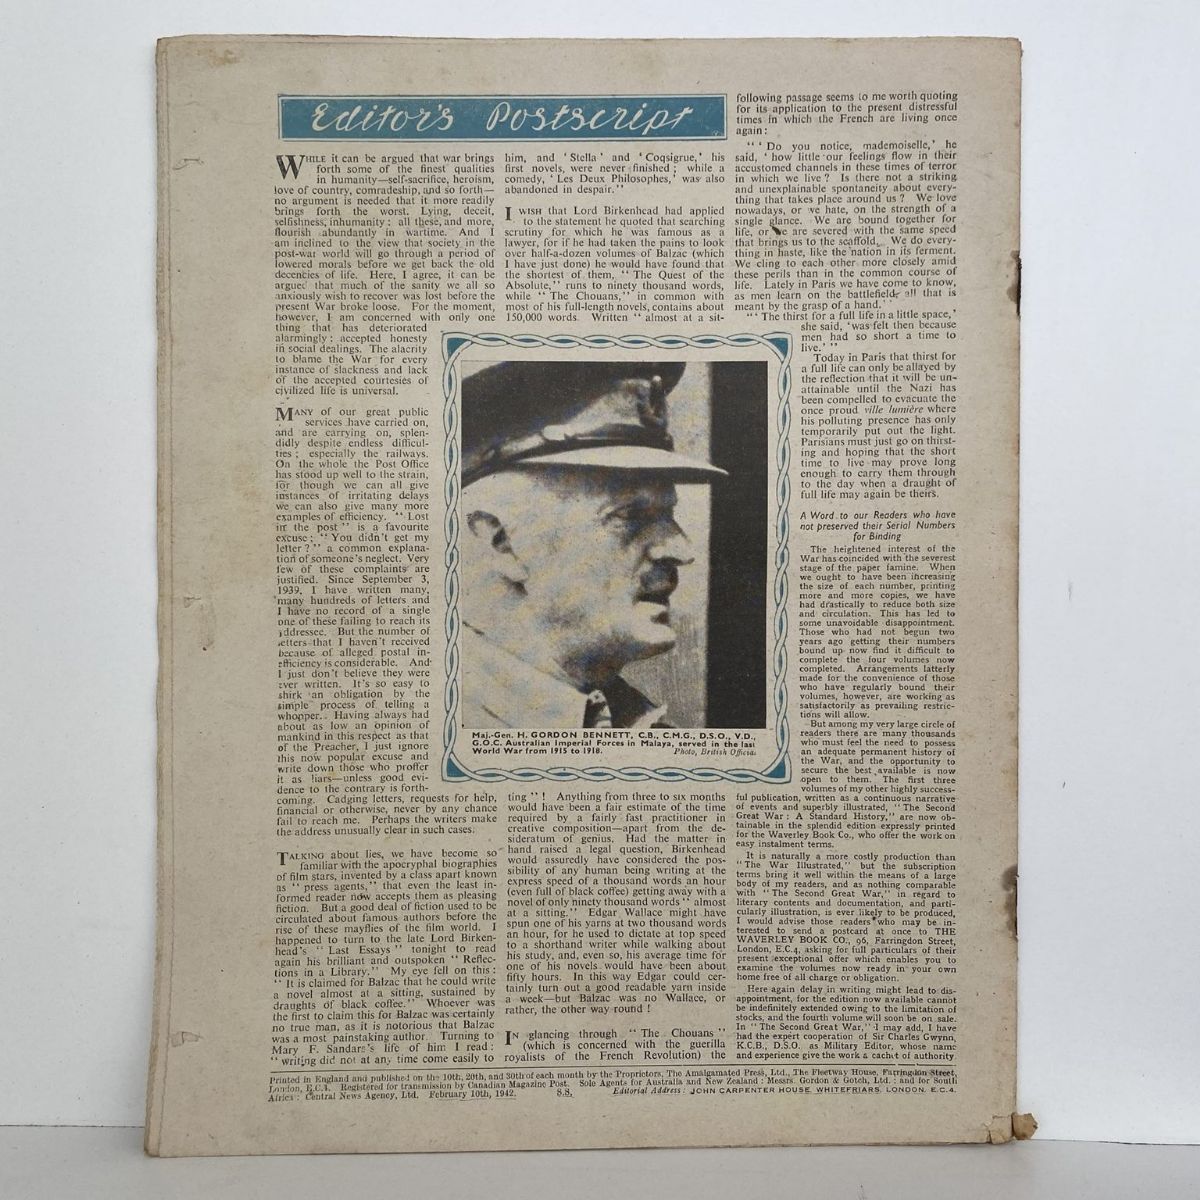 Editor's Postscript
WHILE it can be argued that war brings
forth some of the finest qualities
in humanity—self-sacrifice, heroism,
love of country, comradeship, and so forth—
no argument is needed that it more readily
brings forth the worst. Lying, deceit,
selfishness, inhumanity : all these, and more,
flourish abundantly in wartime. And I
am inclined to the view that society in the
post-war world will go through a period of
lowered morals before we get back the old
decencies of life. Here, I agree, it can be
argued that much of the sanity we all so
anxiously wish to recover was lost before the
present War broke loose. For the moment,
however, I am concerned with only one
thing that has deteriorated
alarmingly : accepted honesty
in social dealings. The alacrity
to blame the War for every
instance of slackness and lack
of the accepted courtesies of
civilized life is universal.
MANY of our great public
services have carried on,
and are carrying on, splen-
didly despite endless difficul-
ties ; especially the railways.
On the whole the Post Office
has stood up well to the strain,
for though we can all give
instances of irritating delays
we can also give many more
examples of efficiency. " Lost
in the post " is a favourite
excuse ; " You didn't get my
letter ? " a common explana-
tion of someone's neglect. Very
few of these complaints are
justified. Since September 3,
1939, I have written many,
many hundreds of letters and
I have no record of a single
one of these failing to reach its
addressee. But the number of
letters that I haven't received
because of alleged postal in-
efficiency is considerable. And
I just don't believe they were
ever written. It's so easy to
shirk an obligation by the
simple process of telling a
whopper. Having always had
about as low an opinion of
mankind in this respect as that
of the Preacher, I just ignore
this now popular excuse and
write down those who proffer
it as liars—unless good evi-
dence to the contrary is forth-
coming. Cadging letters, requests for help,
financial or otherwise, never by any chance
fail to reach me. Perhaps the writers make
the address unusually clear in such cases.
TALKING about lies, we have become so
familiar with the apocryphal biographies
of film stars, invented by a class apart known
as " press agents," that even the least in-
formed reader now accepts them as pleasing
fiction. But a good deal of fiction used to be
circulated about famous authors before the
rise of these mayflies of the film world. I
happened to turn to the late Lord Birken-
head's " Last Essays " tonight to read
again his brilliant and outspoken " Reflec-
tions in a Library." My eye fell on this :
" It is claimed for Balzac that he could write
a novel almost at a sitting, sustained by
draughts of black coffee." Whoever was
the first to claim this for Balzac was certainly
no true man, as it is notorious that Balzac
was a most painstaking author. Turning to
Mary F. Sandars's life of him I read :
" writing did not at any time come easily to
him, and ' Stella ' and ' Coqsigrue,' his
first novels, were never finished ; while a
comedy, ' Les Deux Philosophes,' was also
abandoned in despair."
I WISH that Lord Birkenhead had applied
to the statement he quoted that searching
scrutiny for which he was famous as a
lawyer, for if he had taken the pains to look
over half-a-dozen volumes of Balzac (which
I have just done) he would have found that
the shortest of them, " The Quest of the
Absolute," runs to ninety thousand words,
while " The Chouans," in common with
most of his full-length novels, contains about
150,000 words. Written " almost at a sit-
Maj.-Gen. H. GORDON BENNETT, C.B., C.M.G., D.S.O., V.D.,
G.O.C. Australian Imperial Forces in Malaya, served in the last
World War from 1915 to 1918. Photo, British Official
ting " ! Anything from three to six months
would have been a fair estimate of the time
required by a fairly fast practitioner in
creative composition—apart from the de-
sideratum of genius. Had the matter in
hand raised a legal question, Birkenhead
would assuredly have considered the pos-
sibility of any human being writing at the
express speed of a thousand words an hour
(even full of black coffee) getting away with a
novel of only ninety thousand words " almost
at a sitting." Edgar Wallace might have
spun one of his yarns at two thousand words
an hour, for he used to dictate at top speed
to a shorthand writer while walking about
his study, and, even so, his average time for
one of his novels would have been about
fifty hours. In this way Edgar could cer-
tainly turn out a good readable yarn inside
a week—but Balzac was no Wallace, or
rather, the other way round !
IN glancing through " The Chouans "
(which is concerned with the guerilla
royalists of the French Revolution) the
following passage seems to me worth quoting
for its application to the present distressful
times in which the French are living once
again :
" ' Do you notice, mademoiselle,' he
said, ' how little our feelings flow in their
accustomed channels in these times of terror
in which we live ? Is there not a striking
and unexplainable spontaneity about every-
thing that takes place around us ? We love
nowadays, or we hate, on the strength of a
single glance. We are bound together for
life, or we are severed with the same speed
that brings us to the scaffold. We do every-
thing in haste, like the nation in its ferment.
We cling to each other more closely amid
these perils than in the common course of
life. Lately in Paris we have come to know,
as men learn on the battlefield, all that is
meant by the grasp of a hand.'
" ' The thirst for a full life in a little space,'
she said, ' was felt then because
men had so short a time to
live.' "
Today in Paris that thirst for
a full life can only be allayed by
the reflection that it will be un-
attainable until the Nazi has
been compelled to evacuate the
once proud ville lumière where
his polluting presence has only
temporarily put out the light.
Parisians must just go on thirst-
ing and hoping that the short
time to live may prove long
enough to carry them through
to the day when a draught of
full life may again be theirs.
A Word to our Readers who have
not preserved their Serial Numbers
for Binding
The heightened interest of the
War has coincided with the severest
stage of the paper famine. When
we ought to have been increasing
the size of each number, printing
more and more copies, we have
had drastically to reduce both size
and circulation. This has led to
some unavoidable disappointment.
Those who had not begun two
years ago getting their numbers
bound up now find it difficult to
complete the four volumes now
completed. Arrangements latterly
made for the convenience of those
who have regularly bound their
volumes, however, are working as
satisfactorily as prevailing restric-
tions will allow.
But among my very large circle of
readers there are many thousands
who must feel the need to possess
an adequate permanent history of
the War, and the opportunity to
secure the best available is now
open to them. The first three
volumes of my other highly success-
ful publication, written as a continuous narrative
of events and superbly illustrated, " The Second
Great War : A Standard History," are now ob-
tainable in the splendid edition expressly printed
for the Waverley Book Co., who offer the work on
easy instalment terms.
It is naturally a more costly production than
" The War Illustrated," but the subscription
terms bring it well within the means of a large
body of my readers, and as nothing comparable
with " The Second Great War," in regard to
literary contents and documentation, and parti-
cularly illustration, is ever likely to be produced,
I would advise those readers who may be in-
terested to send a postcard at once to THE
WAVERLEY BOOK CO., 96, Farringdon Street,
London, E.C.4, asking for full particulars of their
present exceptional offer which enables you to
examine the volumes now ready in your own
home free of all charge or obligation.
Here again delay in writing might lead to dis-
appointment, for the edition now available cannot
be indefinitely extended owing to the limitation of
stocks, and the fourth volume will soon be on sale.
In " The Second Great War," I may add, I have
had the expert cooperation of Sir Charles Gwynn,
K.C.B., D.S.O. as Military Editor, whose name
and experience give the work a cachet of authority.
Printed in England and published on the 10th, 20th, and 30th of each month by the Proprietors, The Amalgamated Press, Ltd., The Fleetway House, Farringdon Street,
London, E.C.4. Registered for transmission by Canadian Magazine Post. Sole Agents for Australia and New Zealand : Messrs. Gordon & Gotch, Ltd. ; and for South
Africa : Central News Agency, Ltd. February 10th, 1942. S.S. Editorial Address : JOHN CARPENTER HOUSE, WHITEFRIARS, LONDON, E.C.4.